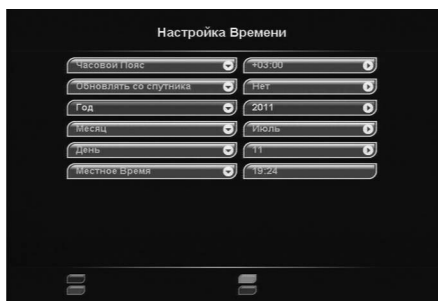 Настройка Времени
Часовой Пояс +03:00
Обновлять со спутника Нет
Год 2011
Месяц Июль
День 11
Местное Время 19:24